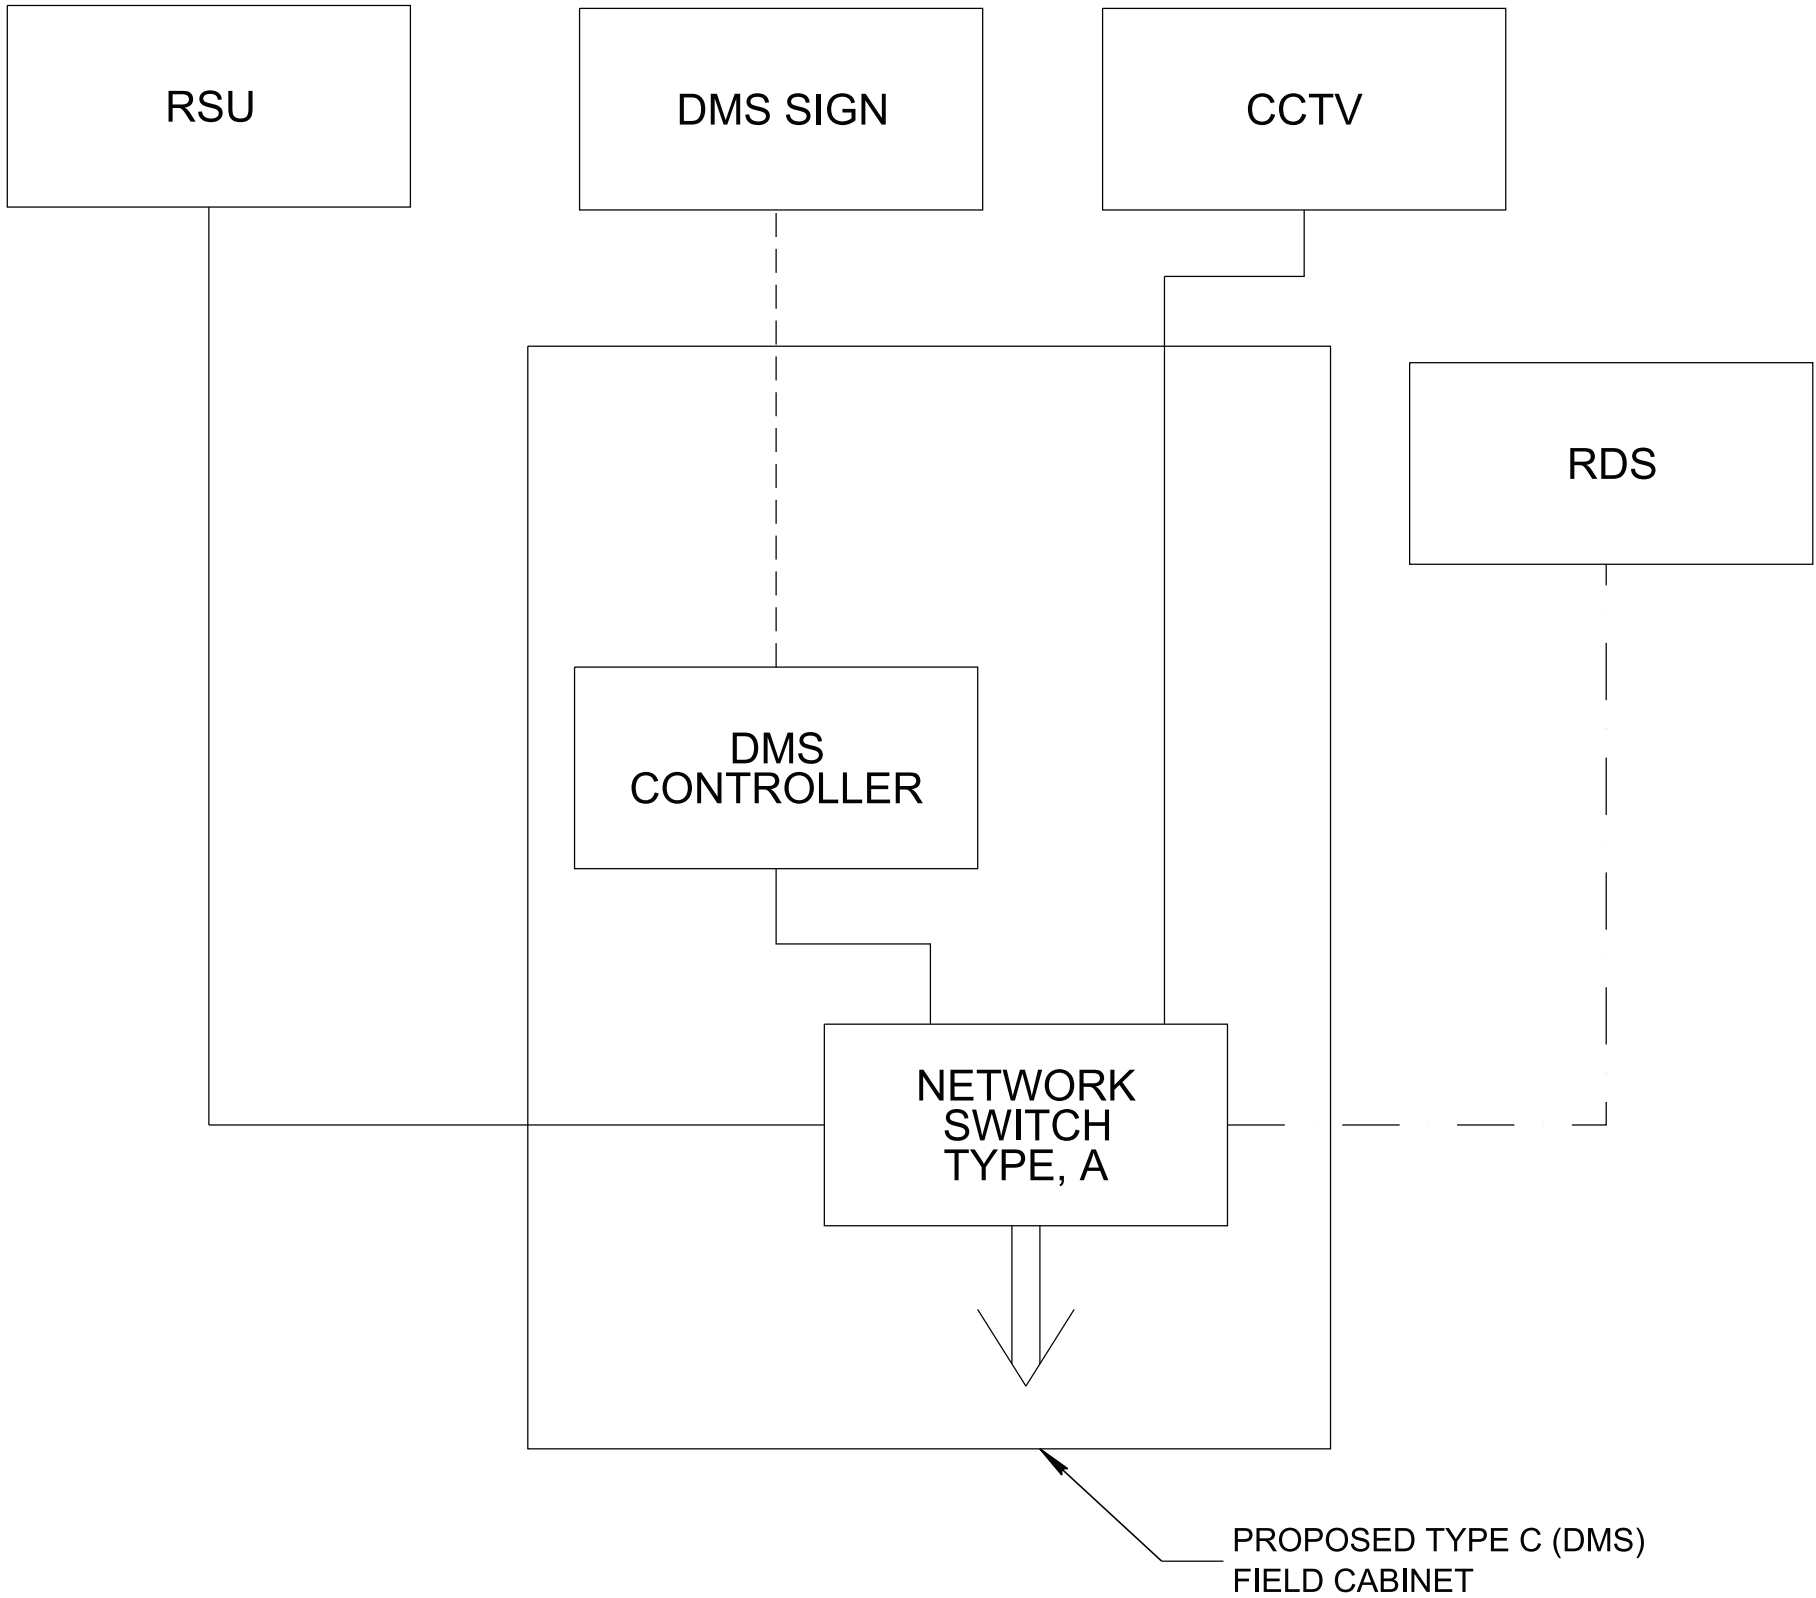 RSU
DMS SIGN
CCTV
RDS
DMS
CONTROLLER
NETWORK
SWITCH
TYPE, A
PROPOSED TYPE C (DMS)
FIELD CABINET